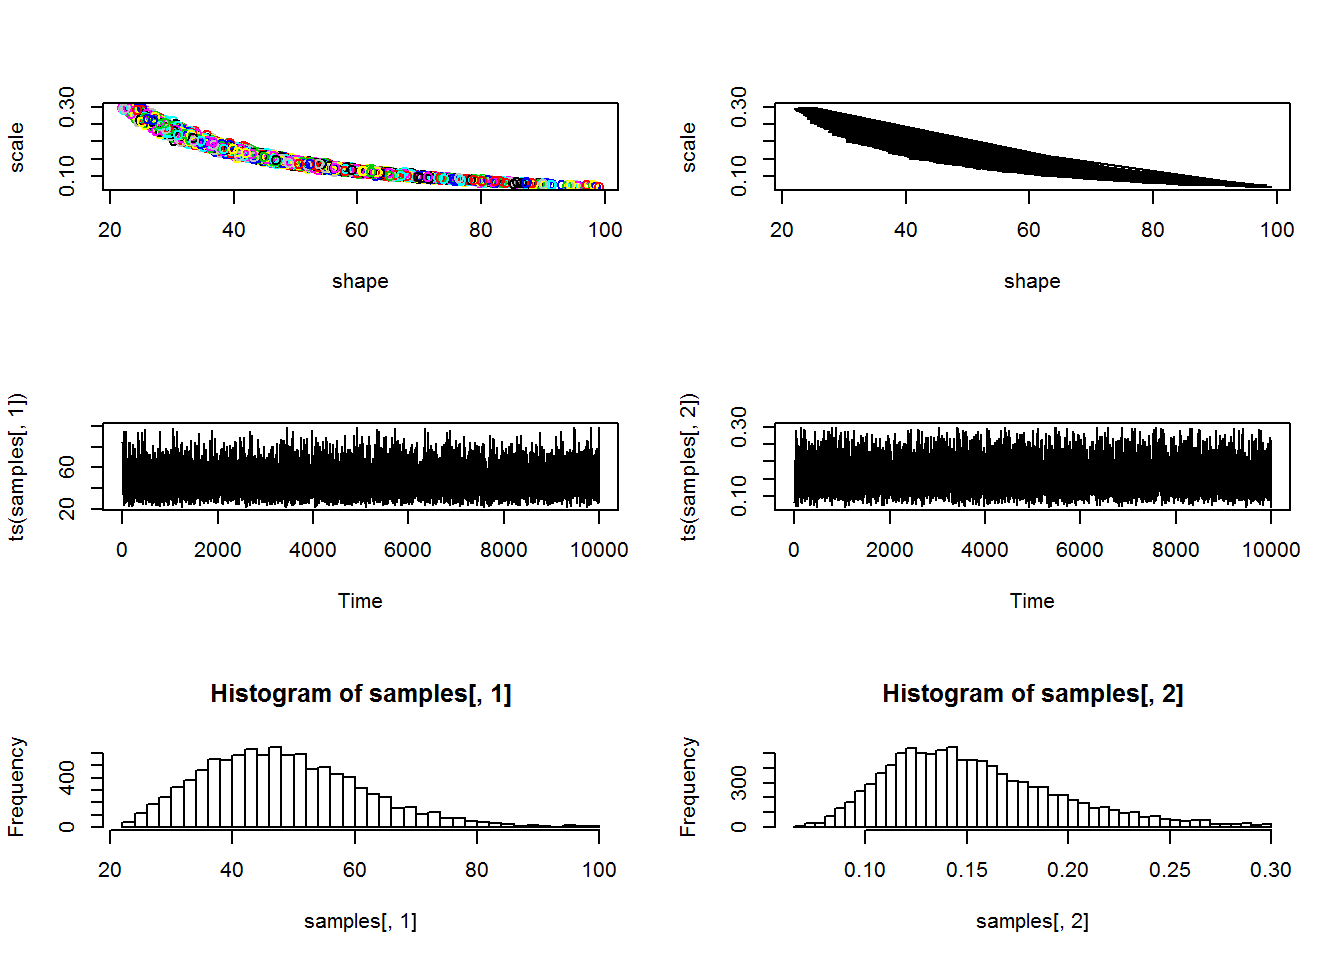 scale
0.10 0.30
20 40 60 80 100
shape
scale
0.10 0.30
20 40 60 80 100
shape
ts(samples[, 1])
20 60
0 2000 4000 6000 8000 10000
Time
ts(samples[, 2])
0.10 0.30
0 2000 4000 6000 8000 10000
Time
Histogram of samples[, 1]
Frequency
0 400
20 40 60 80 100
samples[, 1]
Histogram of samples[, 2]
Frequency
0 300
0.10 0.15 0.20 0.25 0.30
samples[, 2]